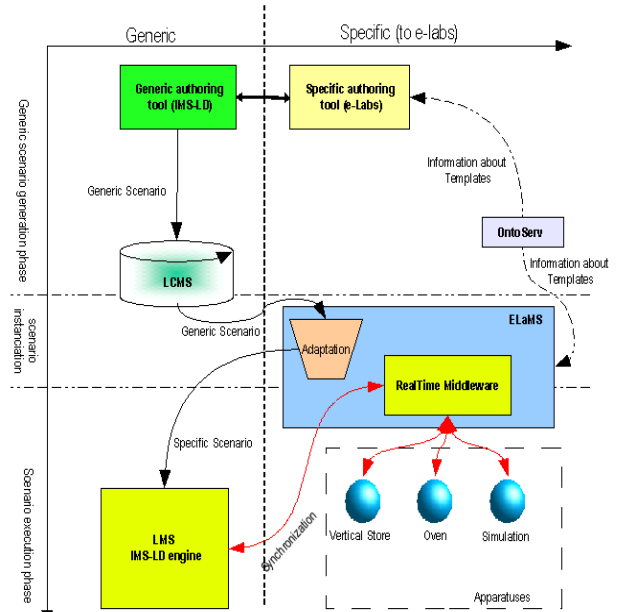 Generic
Specific (to e-labs)
Generic scenario generation phase
Generic authoring
tool (IMS-LD)
Specific authoring
tool (e-Labs)
Information about
Templates
Generic Scenario
OntoServ
LCMS
Information about
Templates
scenario
instanciation
Generic Scenario
ELaMS
Adaptation
RealTime Middleware
Specific Scenario
Scenario execution phase
LMS
IMS-LD engine
Synchronization
Vertical Store
Oven
Simulation
Apparatuses